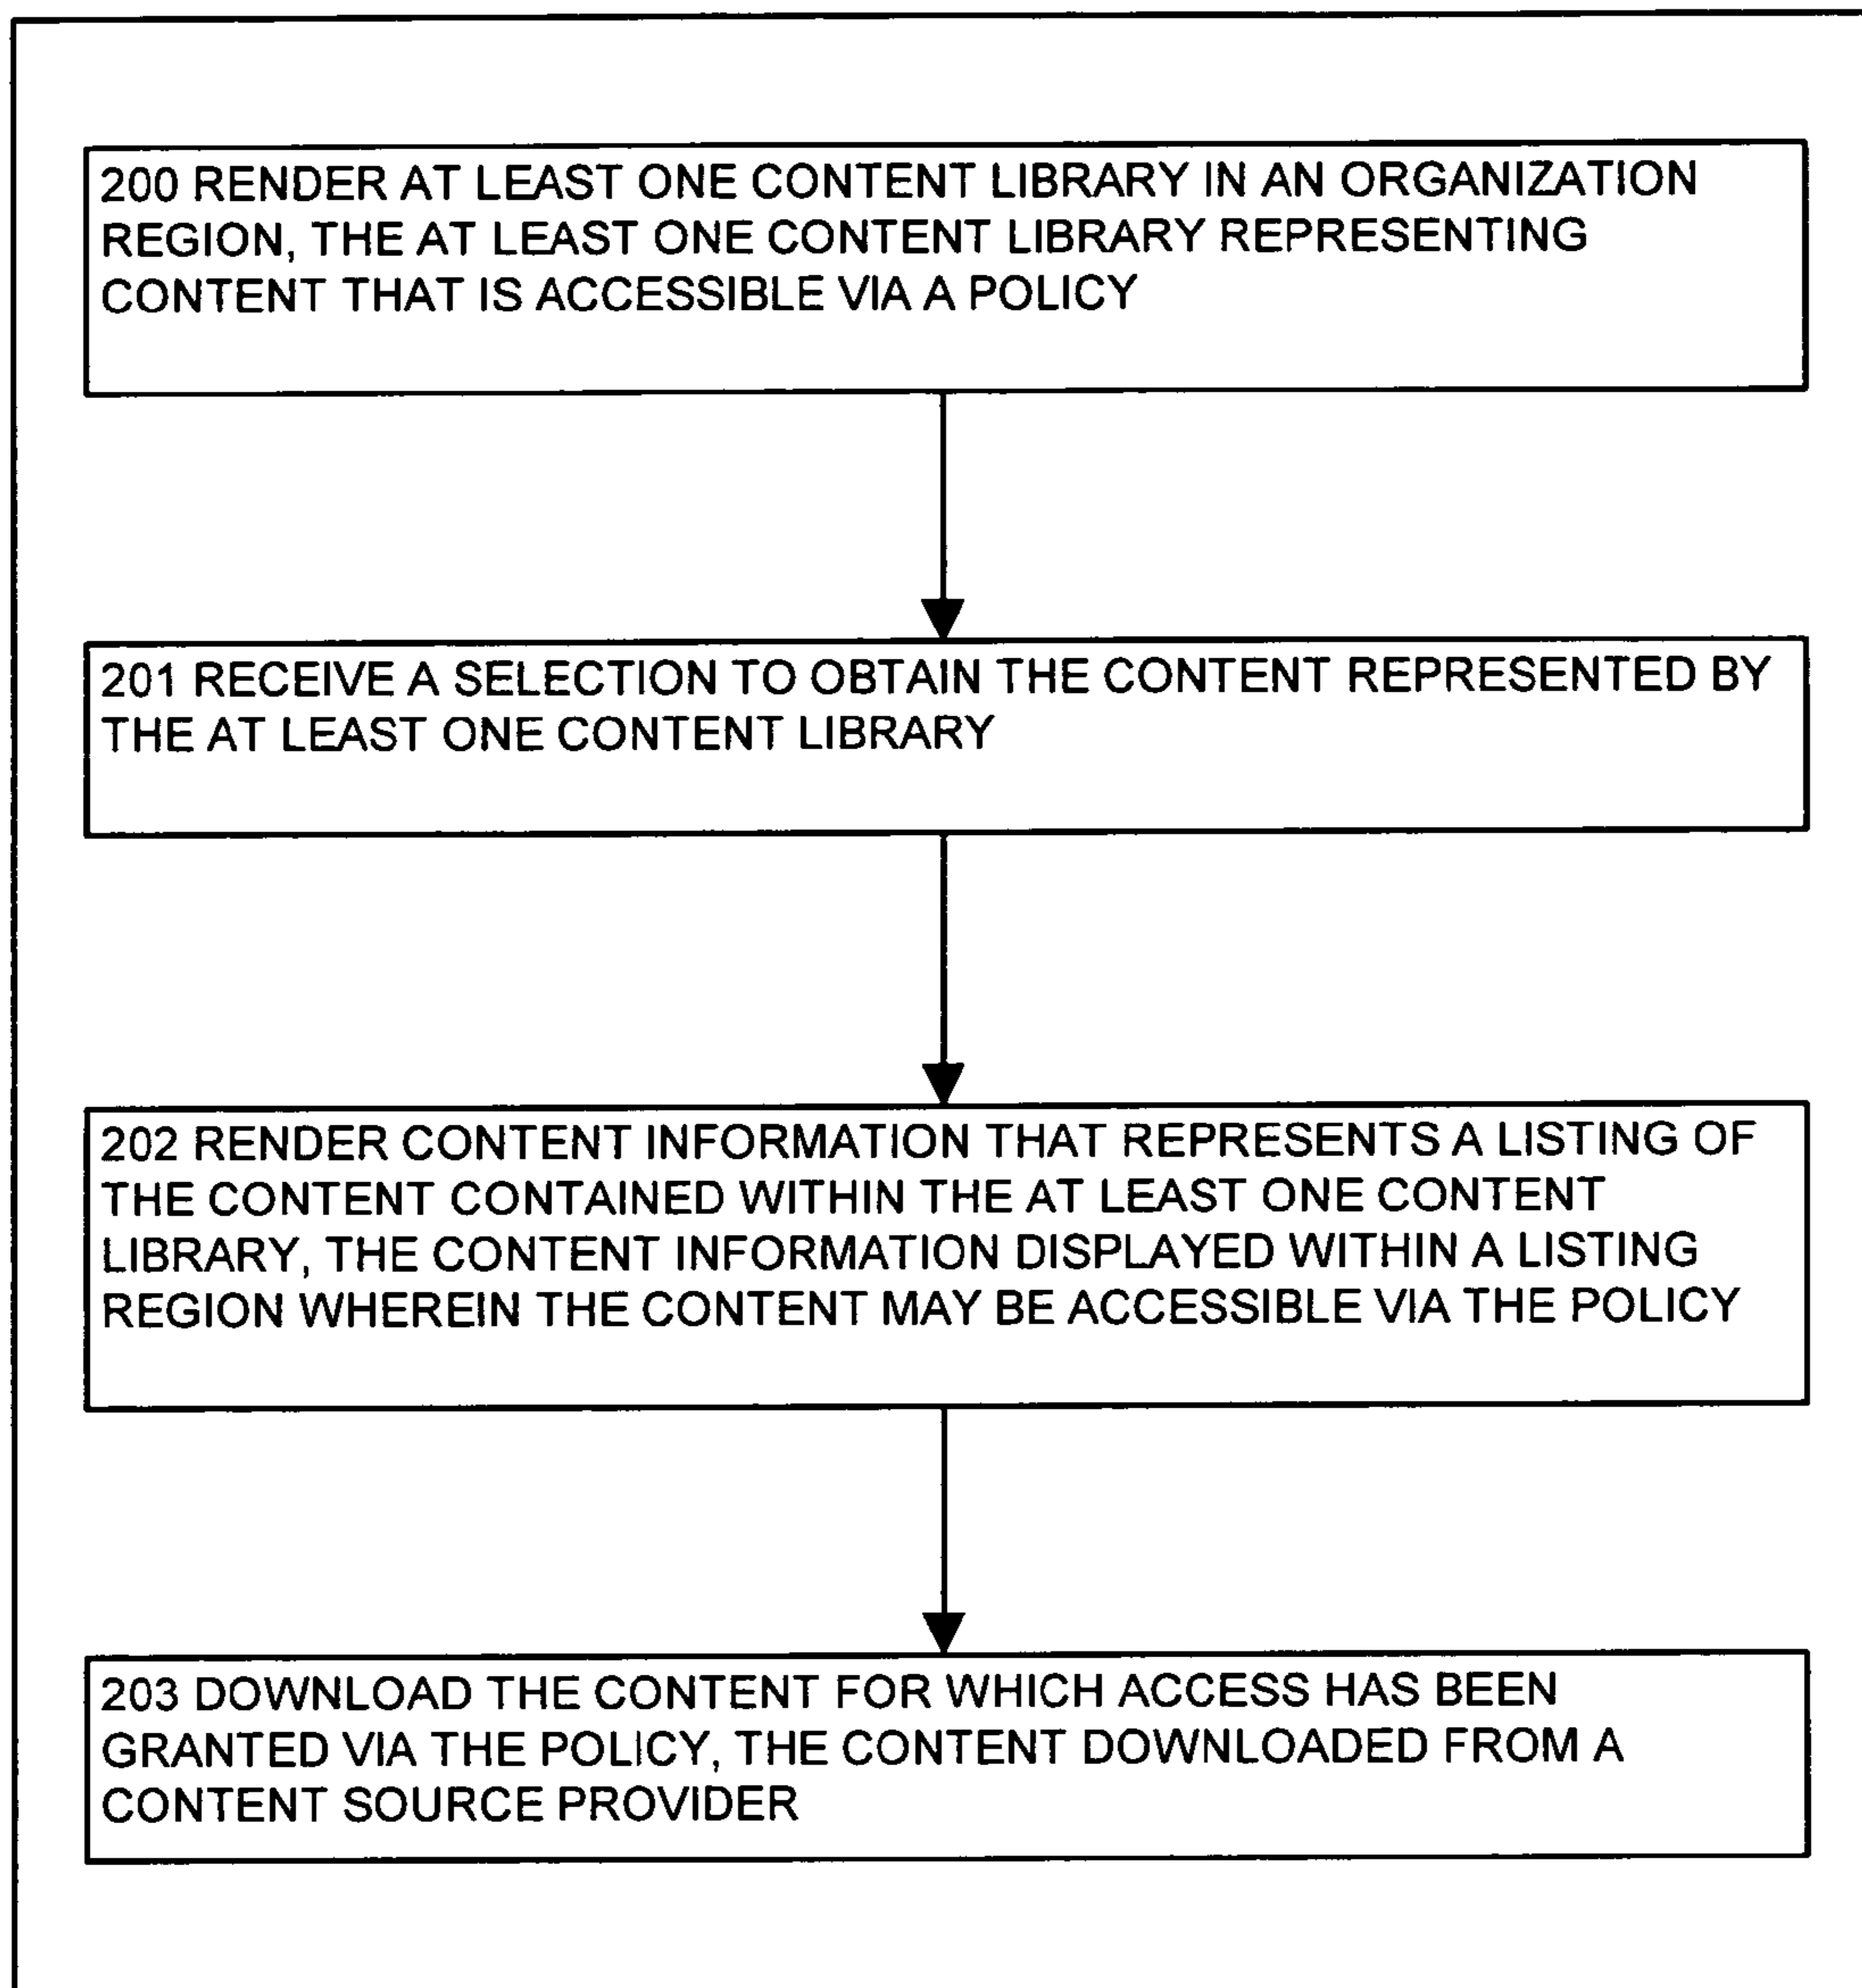 200 RENDER AT LEAST ONE CONTENT LIBRARY IN AN ORGANIZATION
REGION, THE AT LEAST ONE CONTENT LIBRARY REPRESENTING
CONTENT THAT IS ACCESSIBLE VIA A POLICY
201 RECEIVE A SELECTION TO OBTAIN THE CONTENT REPRESENTED BY
THE AT LEAST ONE CONTENT LIBRARY
202 RENDER CONTENT INFORMATION THAT REPRESENTS A LISTING OF
THE CONTENT CONTAINED WITHIN THE AT LEAST ONE CONTENT
LIBRARY, THE CONTENT INFORMATION DISPLAYED WITHIN A LISTING
REGION WHEREIN THE CONTENT MAY BE ACCESSIBLE VIA THE POLICY
203 DOWNLOAD THE CONTENT FOR WHICH ACCESS HAS BEEN
GRANTED VIA THE POLICY, THE CONTENT DOWNLOADED FROM A
CONTENT SOURCE PROVIDER